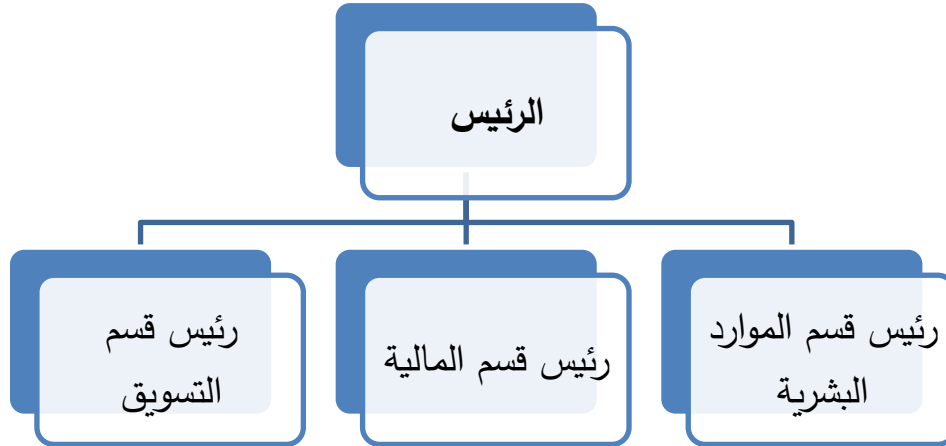 الرئيس
رئيس قسم الموارد
البشرية
رئيس قسم المالية
رئيس قسم
التسويق